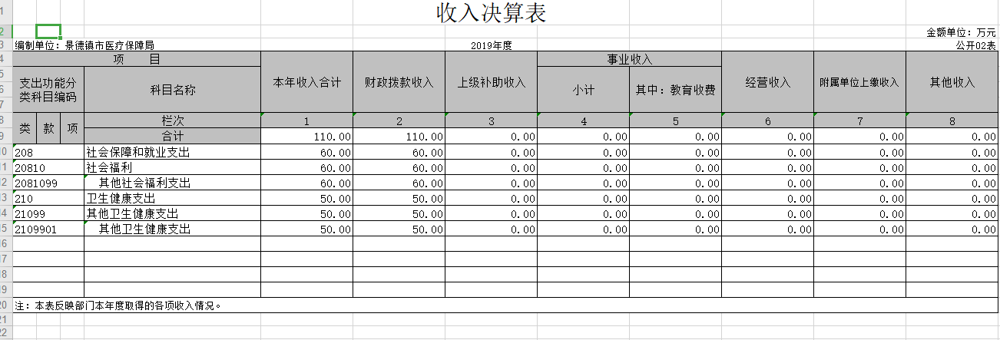 收入决算表
金额单位：万元
编制单位：景德镇市医疗保障局 2019年度 公开02表
项 目 本年收入合计 财政拨款收入 上级补助收入 事业收入 经营收入 附属单位上缴收入 其他收入
支出功能分类科目编码 科目名称 小计 其中：教育收费
类 款 项 栏次 1 2 3 4 5 6 7 8
合计 110.00 110.00 0.00 0.00 0.00 0.00 0.00 0.00
208 社会保障和就业支出 60.00 60.00 0.00 0.00 0.00 0.00 0.00 0.00
20810 社会福利 60.00 60.00 0.00 0.00 0.00 0.00 0.00 0.00
2081099 其他社会福利支出 60.00 60.00 0.00 0.00 0.00 0.00 0.00 0.00
210 卫生健康支出 50.00 50.00 0.00 0.00 0.00 0.00 0.00 0.00
21099 其他卫生健康支出 50.00 50.00 0.00 0.00 0.00 0.00 0.00 0.00
2109901 其他卫生健康支出 50.00 50.00 0.00 0.00 0.00 0.00 0.00 0.00
注：本表反映部门本年度取得的各项收入情况。